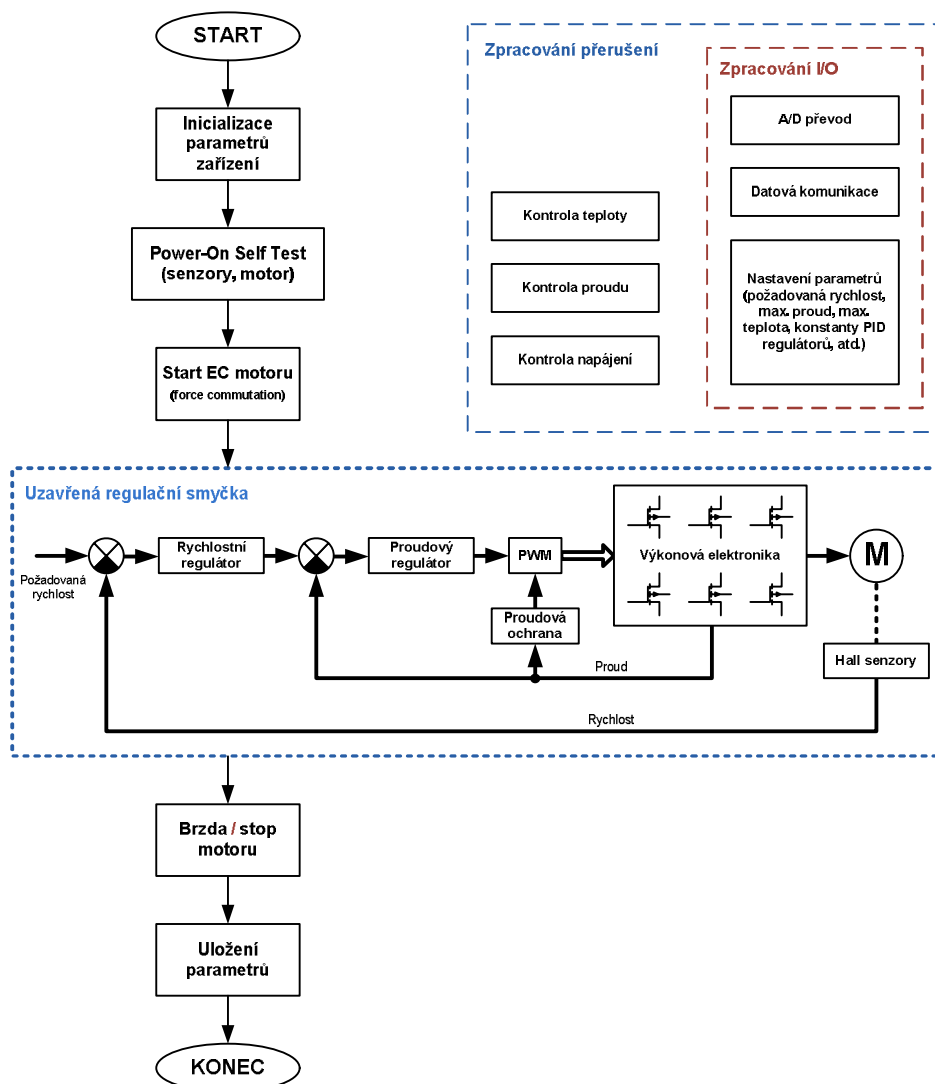 START
Inicializace
parametrů
zařízení
Power-On Self Test
(senzory, motor)
Start EC motoru
(force commutation)
Zpracování přerušení
Kontrola teploty
Kontrola proudu
Kontrola napájení
Zpracování I/O
A/D převod
Datová komunikace
Nastavení parametrů
(požadovaná rychlost,
max. proud, max.
teplota, konstanty PID
regulátorů, atd.)
Uzavřená regulační smyčka
Požadovaná
rychlost
Rychlostní
regulátor
Proudový
regulátor
PWM
Výkonová elektronika
M
Proudová
ochrana
Hall senzory
Proud
Rychlost
Brzda / stop
motoru
Uložení
parametrů
KONEC